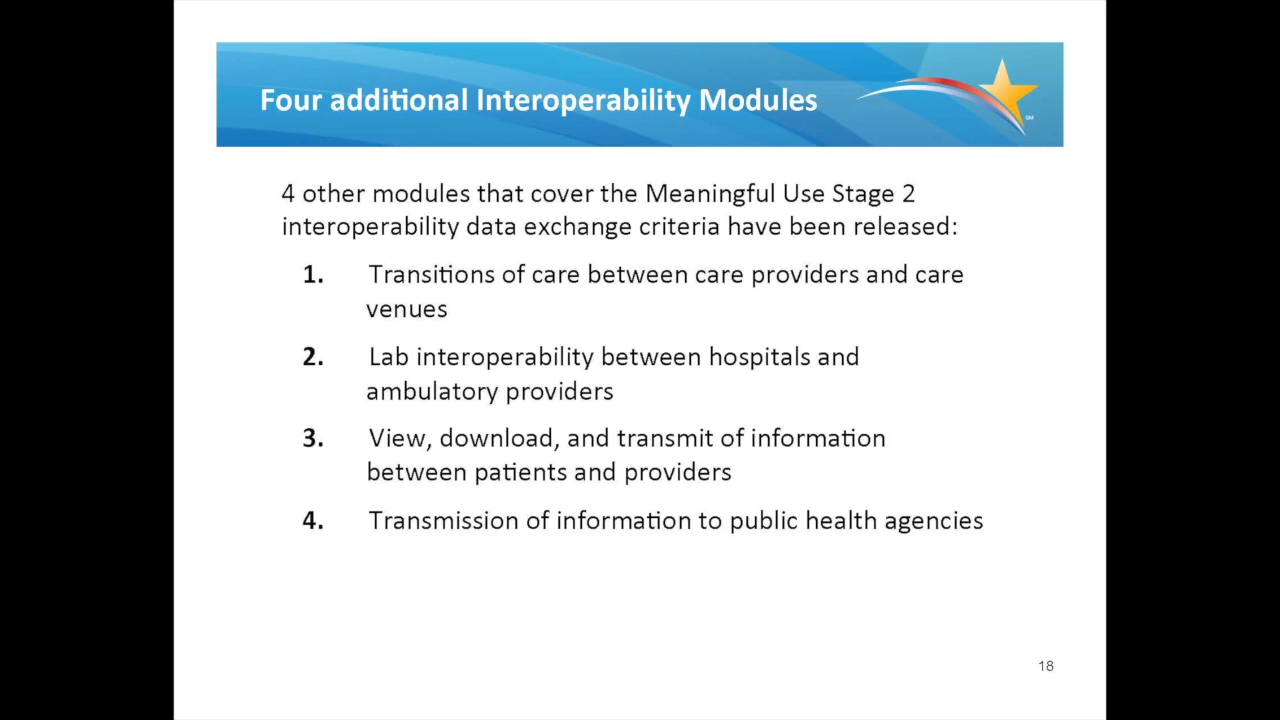 Four additional Interoperability Modules
SM
4 other modules that cover the Meaningful Use Stage 2
interoperability data exchange criteria have been released:
1. Transitions of care between care providers and care
venues
2. Lab interoperability between hospitals and
ambulatory providers
3. View, download, and transmit of information
between patients and providers
4. Transmission of information to public health agencies
18